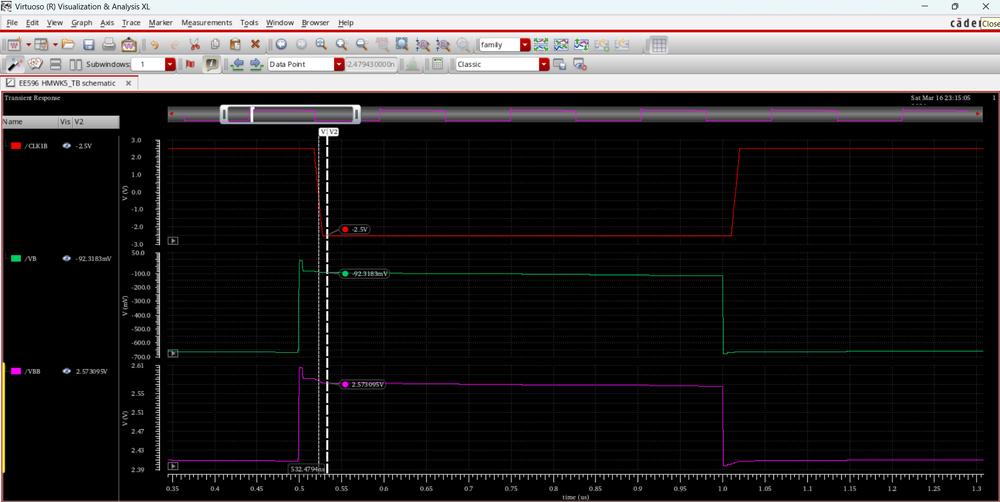 Virtuoso (R) Visualization & Analysis XL
File Edit View Graph Axis Trace Marker Measurements Tools Window Browser Help
cāde
Close
family
Subwindows: 1
Data Point
2.479430000n
Classic
EE596 HMWK5_TB schematic
Transient Response
Sat Mar 16 23:15:05
1
Name Vis V2
V2
/CLK1B -2.5V
3.0
2.0
1.0
0.0
-1.0
-2.0
-3.0
V (V)
-2.5V
/VB -92.3183mV
50.0
-100.0
-200.0
-300.0
-400.0
-500.0
-600.0
-700.0
V (mV)
-92.3183mV
/VBB 2.573095V
2.61
2.55
2.51
2.47
2.43
2.39
V (V)
2.573095V
532.4794ns
0.35 0.4 0.45 0.5 0.55 0.6 0.65 0.7 0.75 0.8 0.85 0.9 0.95 1.0 1.05 1.1 1.15 1.2 1.25 1.3
time (us)